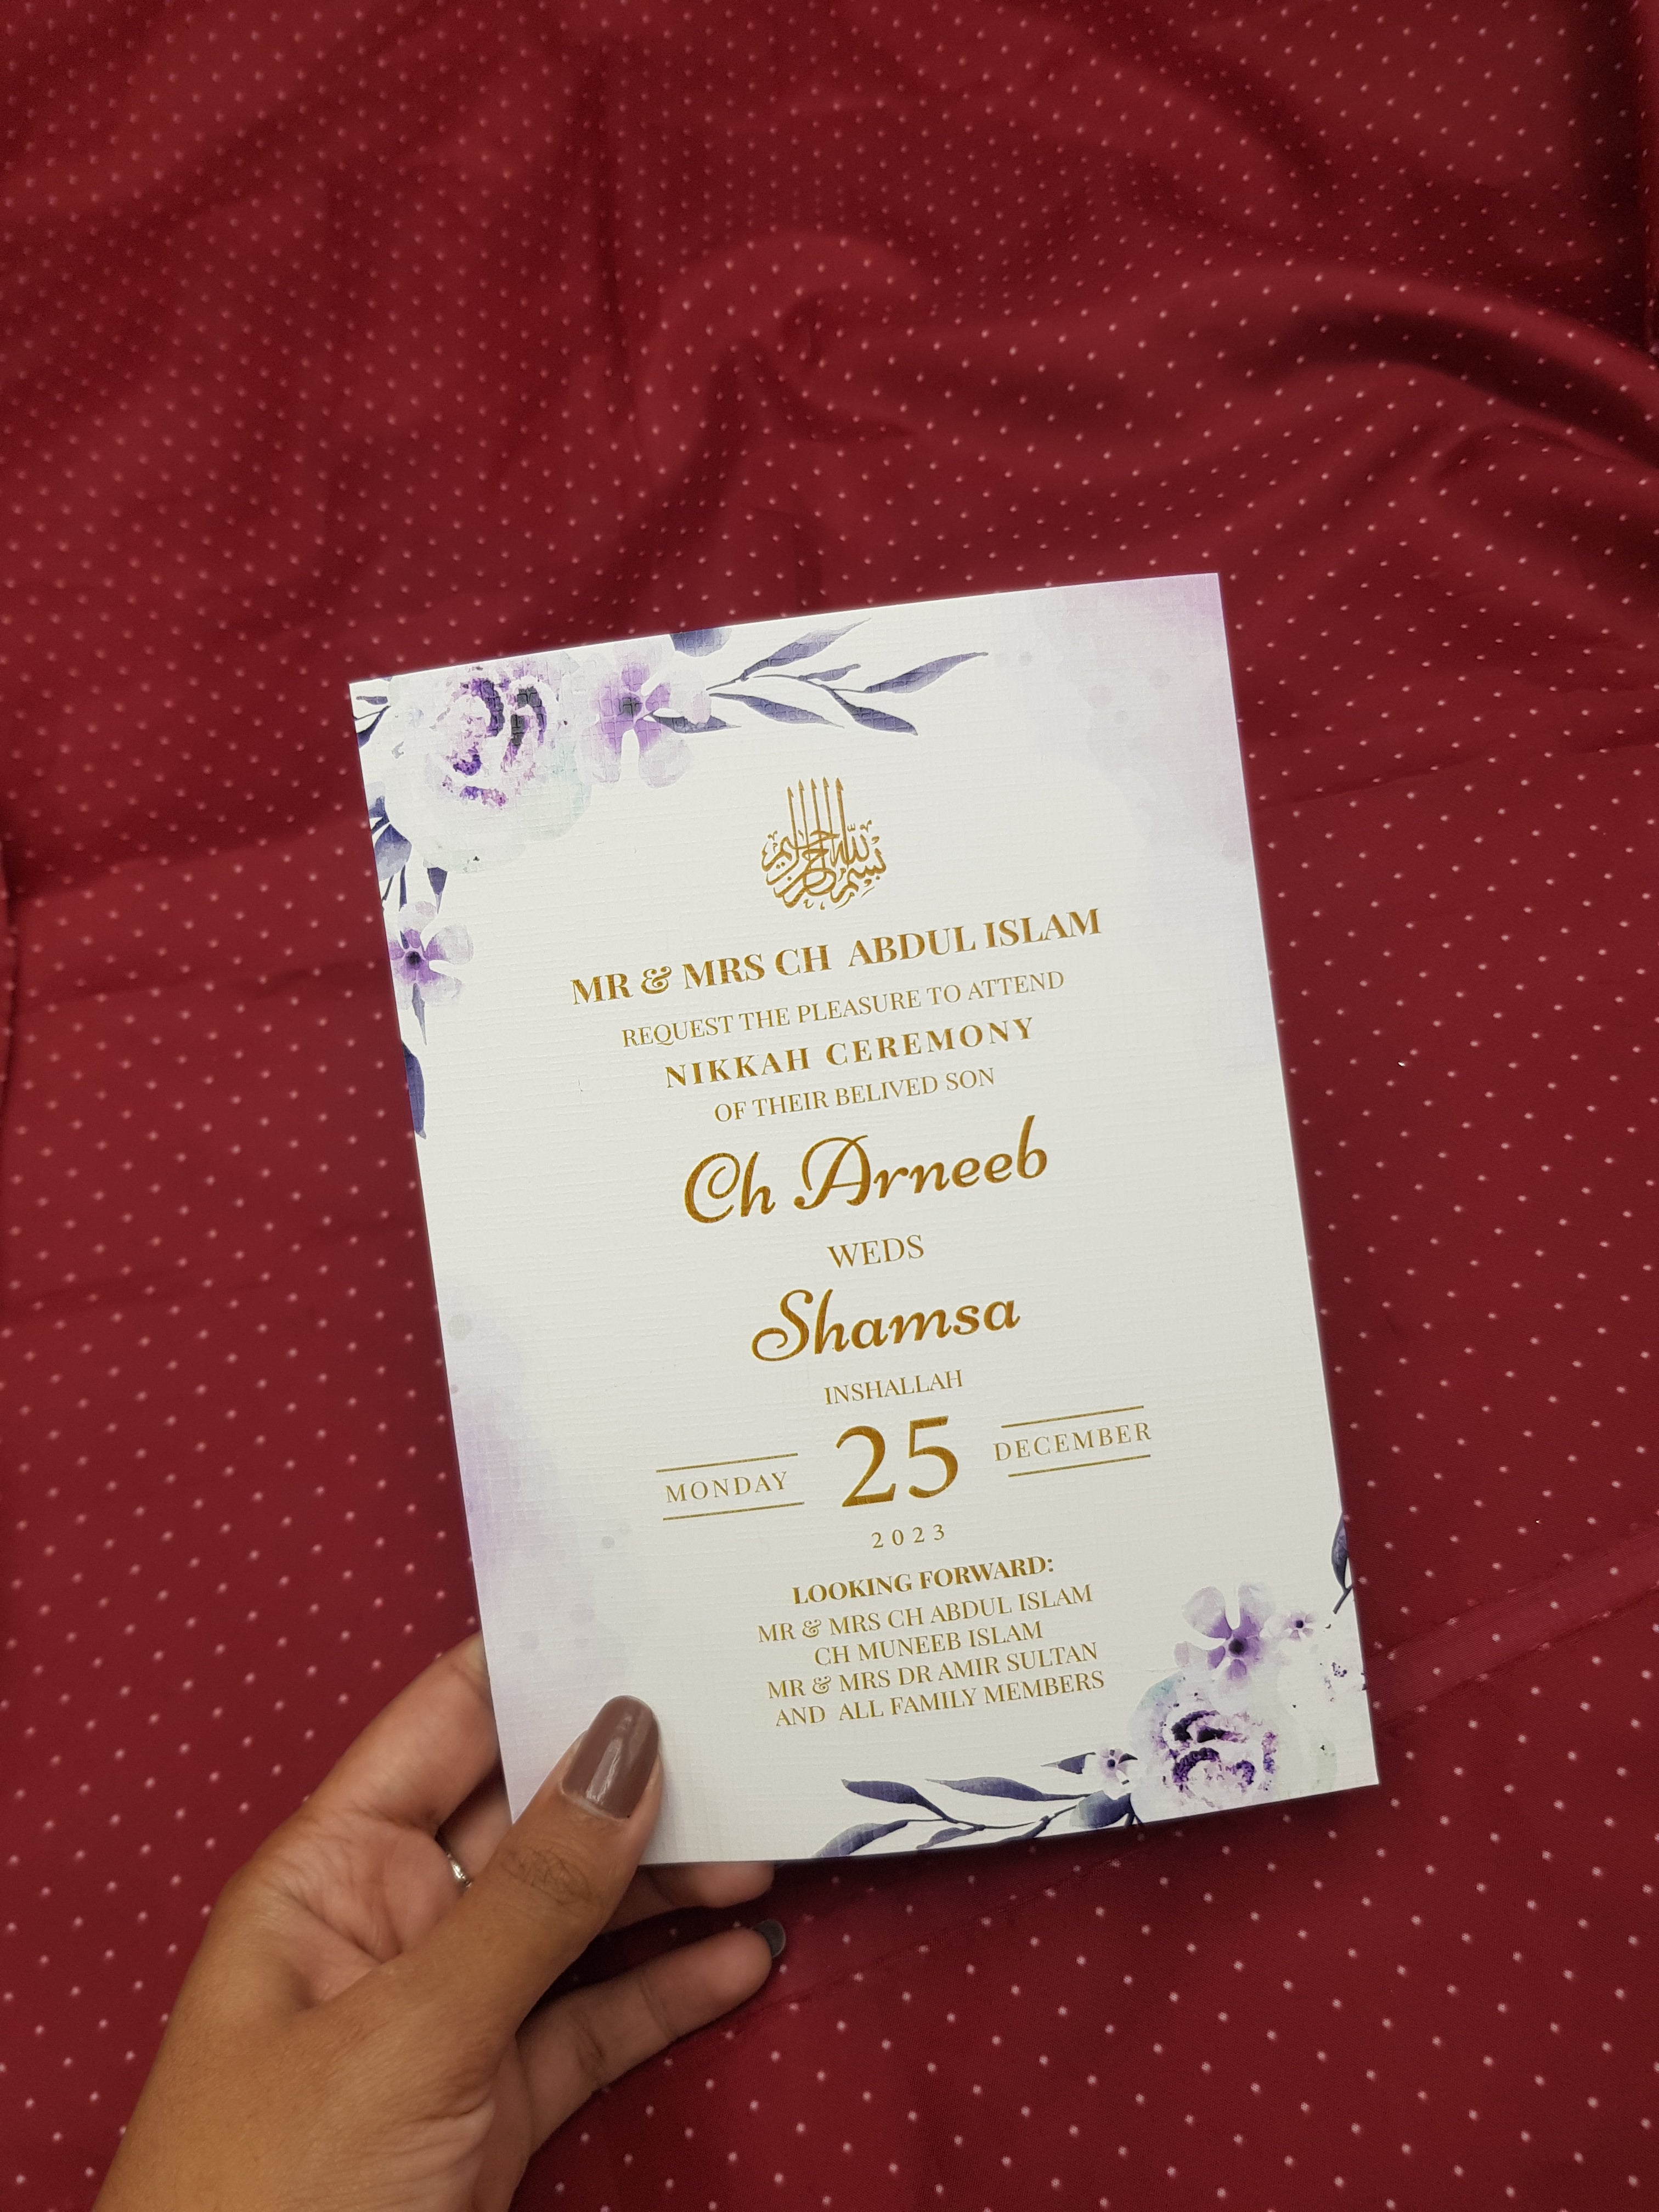 بسم الله الرحمن الرحيم
MR & MRS CH ABDUL ISLAM
REQUEST THE PLEASURE TO ATTEND
NIKKAH CEREMONY
OF THEIR BELIVED SON
Ch Arneeb
WEDS
Shamsa
INSHALLAH
MONDAY 25 DECEMBER
2023
LOOKING FORWARD:
MR & MRS CH ABDUL ISLAM
CH MUNEEB ISLAM
MR & MRS DR AMIR SULTAN
AND ALL FAMILY MEMBERS